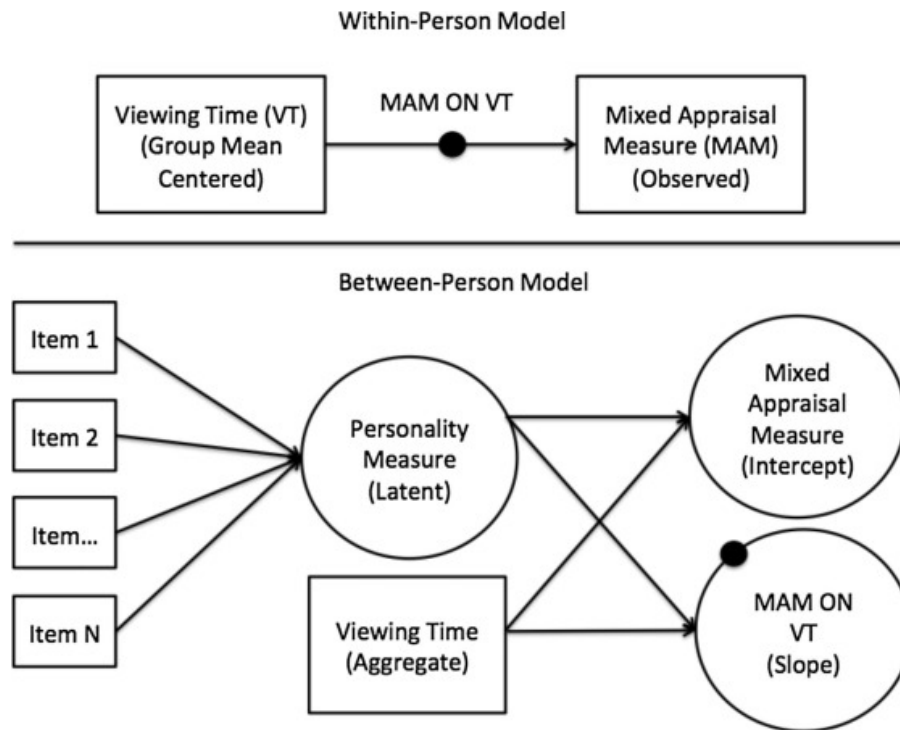 Within-Person Model
Viewing Time (VT)
(Group Mean
Centered)
MAM ON VT
Mixed Appraisal
Measure (MAM)
(Observed)
Between-Person Model
Item 1
Item 2
Item...
Item N
Personality
Measure
(Latent)
Viewing Time
(Aggregate)
Mixed
Appraisal
Measure
(Intercept)
MAM ON
VT
(Slope)